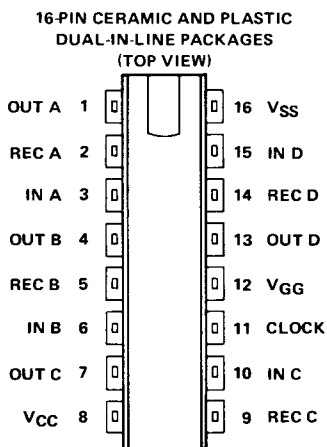 16-PIN CERAMIC AND PLASTIC
DUAL-IN-LINE PACKAGES
(TOP VIEW)
OUT A 1 16 VSS
REC A 2 15 IN D
IN A 3 14 REC D
OUT B 4 13 OUT D
REC B 5 12 VGG
IN B 6 11 CLOCK
OUT C 7 10 IN C
VCC 8 9 REC C